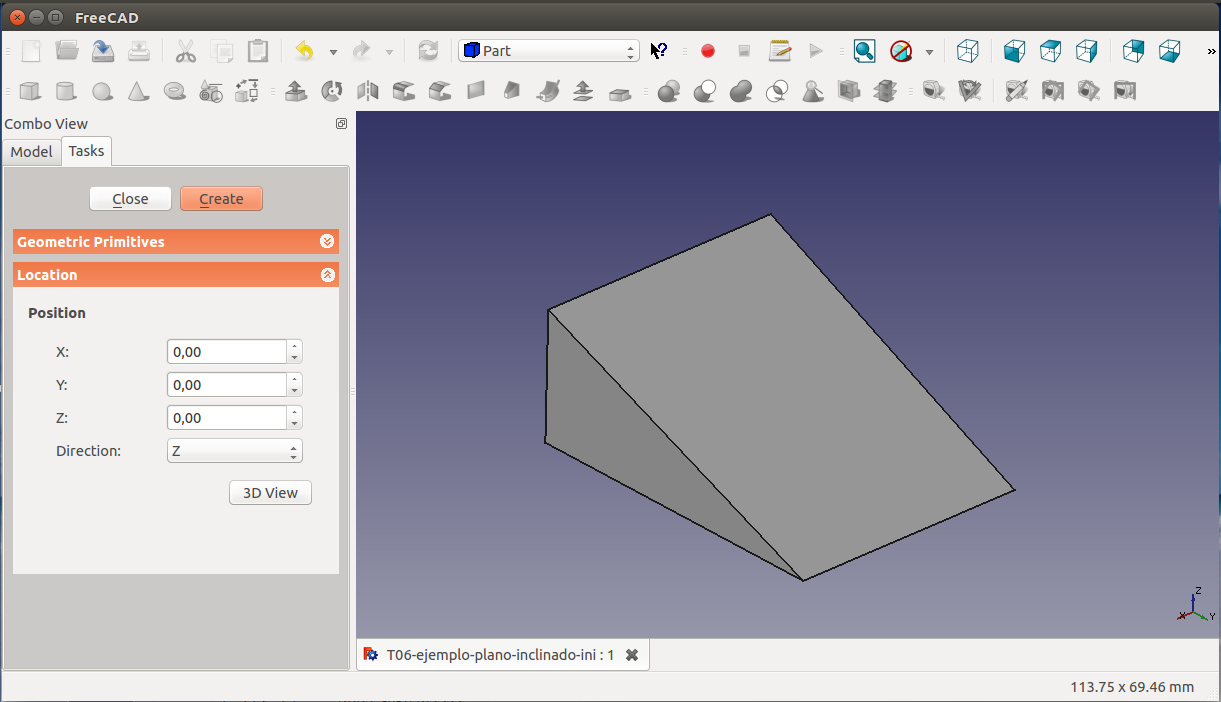 FreeCAD
Part
»
Combo View
Model Tasks
Close Create
Geometric Primitives
Location
Position
X: 0,00
Y: 0,00
Z: 0,00
Direction: Z
3D View
Z
X Y
T06-ejemplo-plano-inclinado-ini : 1
113.75 x 69.46 mm